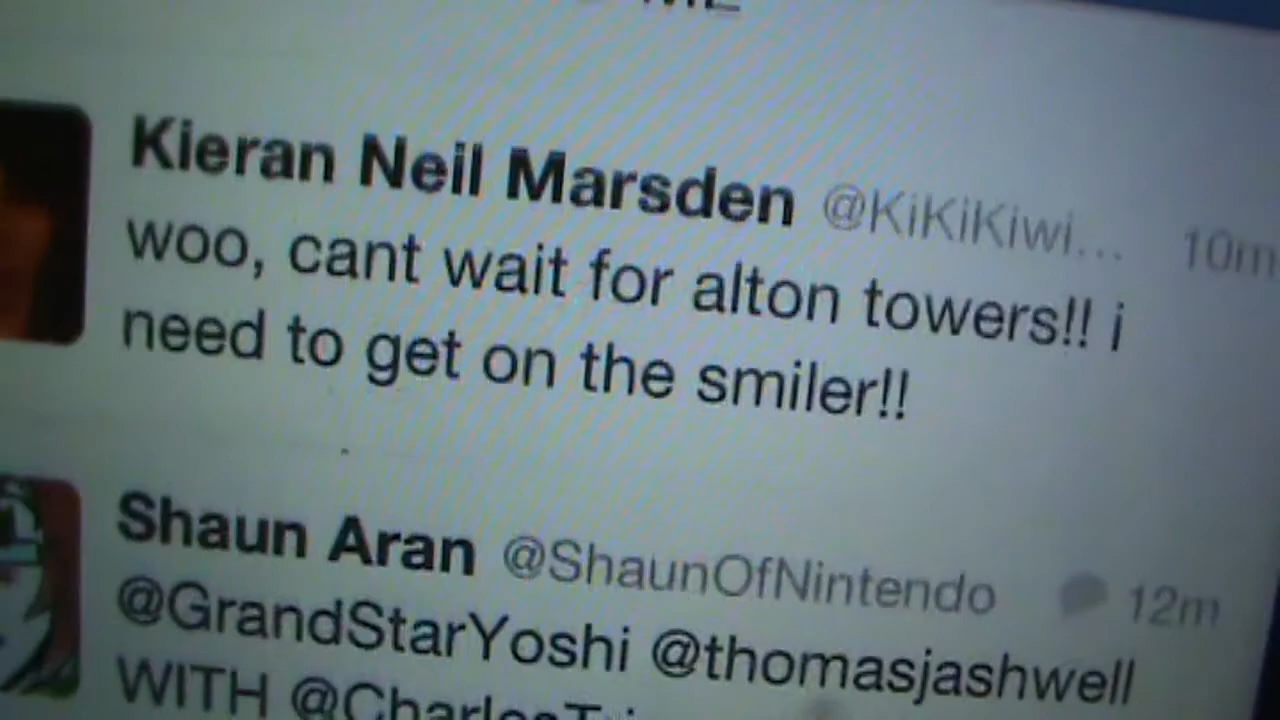 Kieran Neil Marsden @KiKiKiwi... 10m
woo, cant wait for alton towers!! i
need to get on the smiler!!
Shaun Aran @ShaunOfNintendo 12m
@GrandStarYoshi @thomasjashwell
WITH